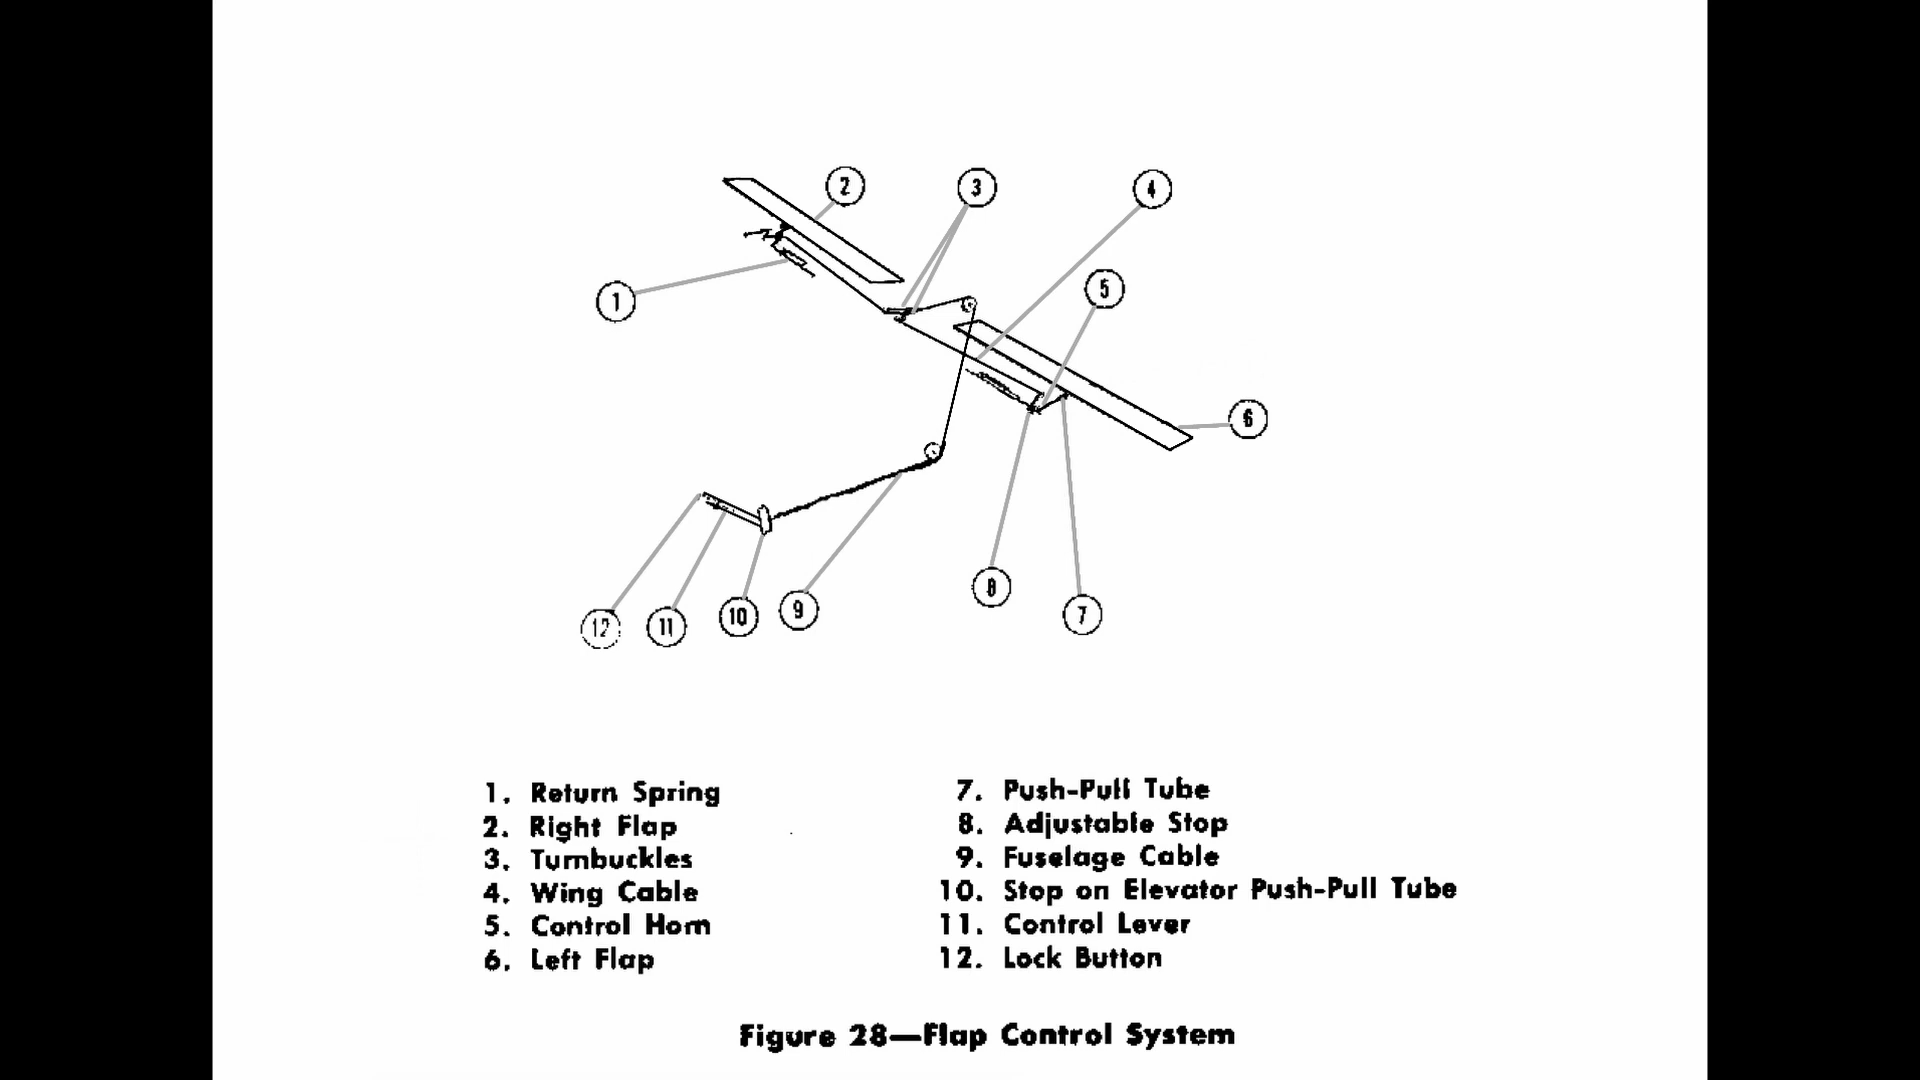 2
3
4
1
5
6
8
7
12
11
10
9
1. Return Spring
2. Right Flap
3. Turnbuckles
4. Wing Cable
5. Control Horn
6. Left Flap
7. Push-Pull Tube
8. Adjustable Stop
9. Fuselage Cable
10. Stop on Elevator Push-Pull Tube
11. Control Lever
12. Lock Button
Figure 28—Flap Control System